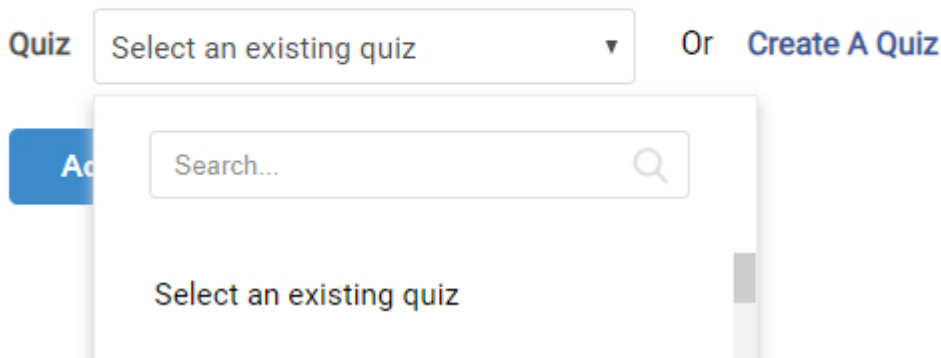 Quiz Select an existing quiz Or Create A Quiz
Search...
Select an existing quiz